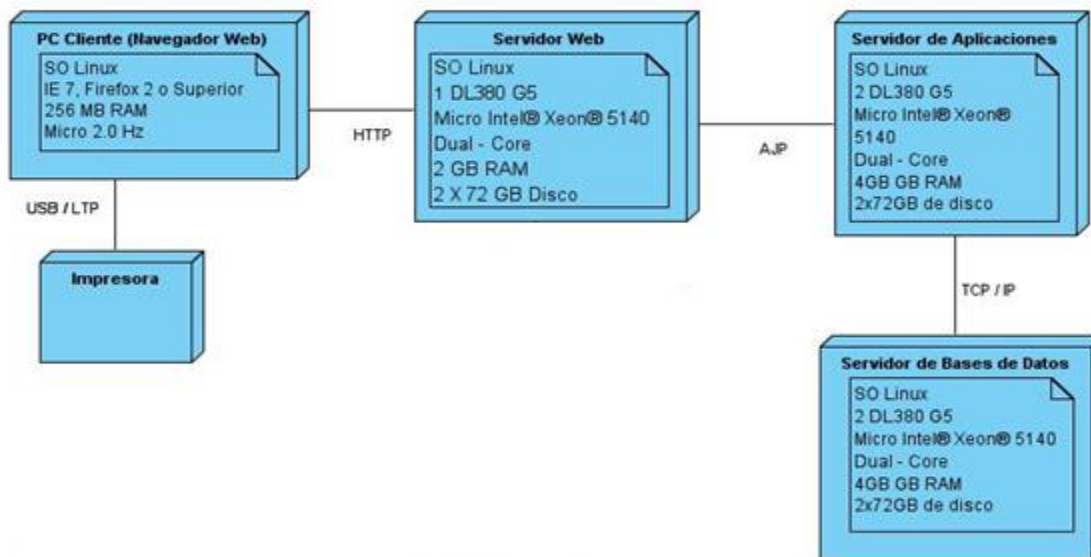 PC Cliente (Navegador Web)
SO Linux
IE 7, Firefox 2 o Superior
256 MB RAM
Micro 2.0 Hz
USB / LTP
Impresora
HTTP
Servidor Web
SO Linux
1 DL380 G5
Micro Intel® Xeon® 5140
Dual - Core
2 GB RAM
2 X 72 GB Disco
AJP
Servidor de Aplicaciones
SO Linux
2 DL380 G5
Micro Intel® Xeon®
5140
Dual - Core
4GB GB RAM
2x72GB de disco
TCP / IP
Servidor de Bases de Datos
SO Linux
2 DL380 G5
Micro Intel® Xeon® 5140
Dual - Core
4GB GB RAM
2x72GB de disco